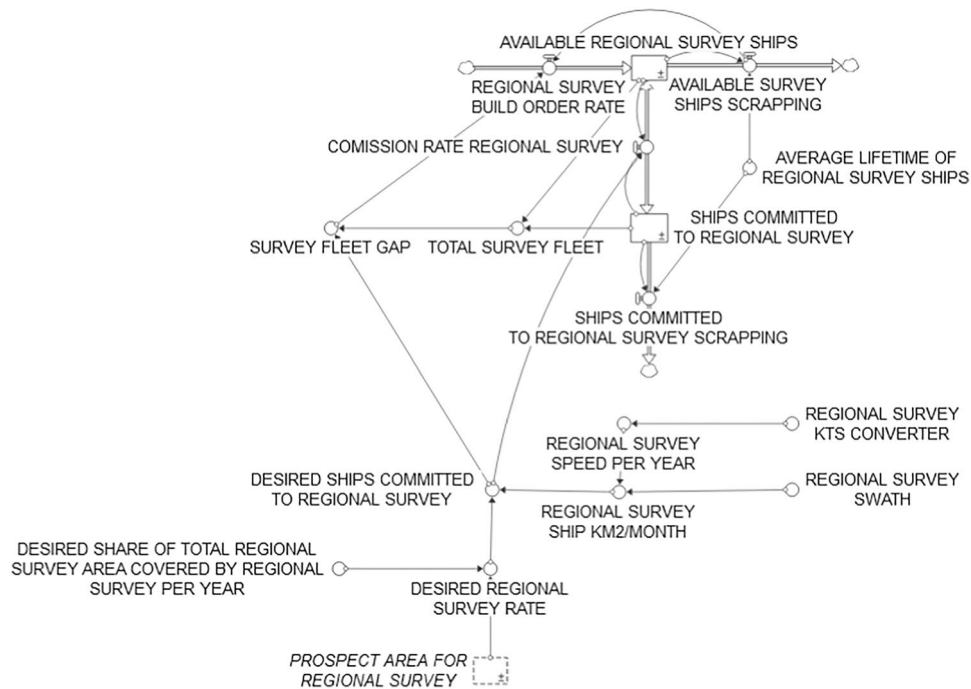 AVAILABLE REGIONAL SURVEY SHIPS
REGIONAL SURVEY
BUILD ORDER RATE
AVAILABLE SURVEY
SHIPS SCRAPPING
COMISSION RATE REGIONAL SURVEY
AVERAGE LIFETIME OF
REGIONAL SURVEY SHIPS
SHIPS COMMITTED
TO REGIONAL SURVEY
SURVEY FLEET GAP
TOTAL SURVEY FLEET
SHIPS COMMITTED
TO REGIONAL SURVEY SCRAPPING
REGIONAL SURVEY
KTS CONVERTER
REGIONAL SURVEY
SPEED PER YEAR
DESIRED SHIPS COMMITTED
TO REGIONAL SURVEY
REGIONAL SURVEY
SWATH
REGIONAL SURVEY
SHIP KM2/MONTH
DESIRED SHARE OF TOTAL REGIONAL
SURVEY AREA COVERED BY REGIONAL
SURVEY PER YEAR
DESIRED REGIONAL
SURVEY RATE
PROSPECT AREA FOR
REGIONAL SURVEY